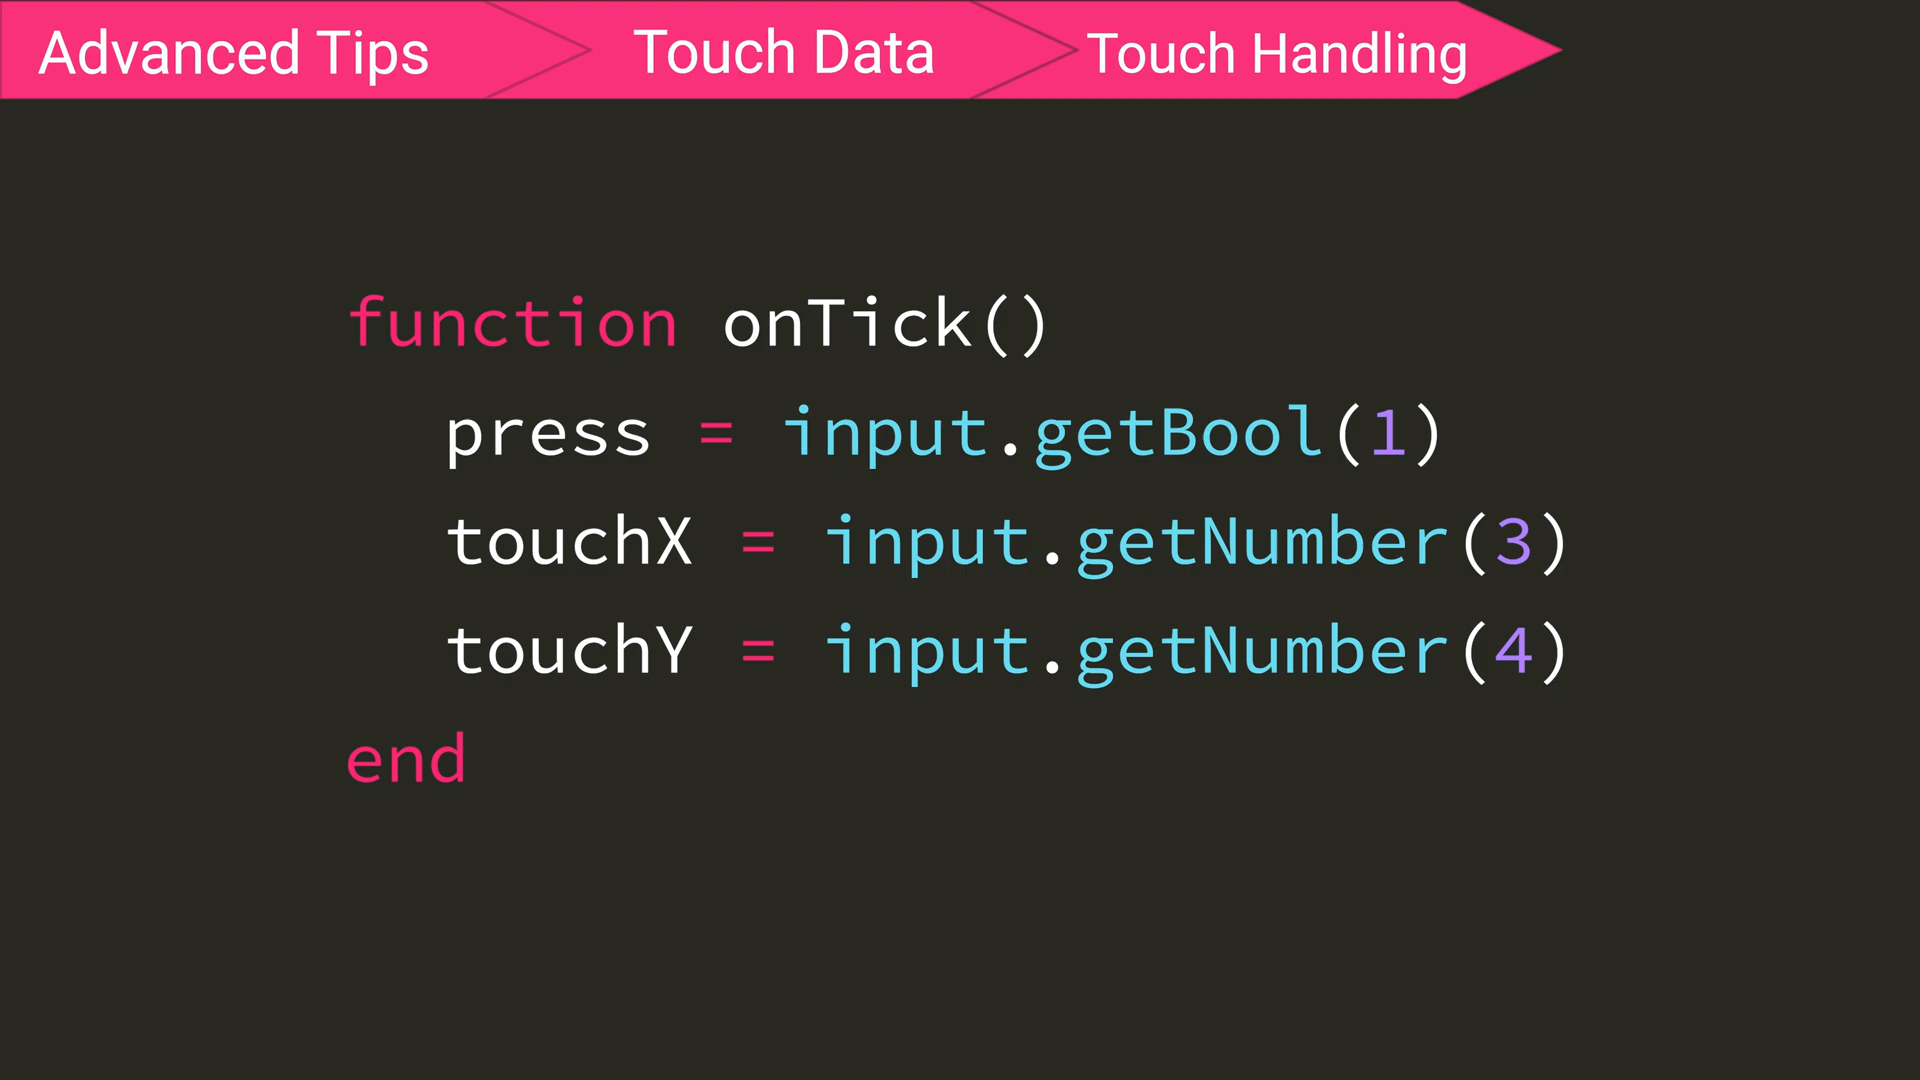 Advanced Tips Touch Data Touch Handling
function onTick()
press = input.getBool(1)
touchX = input.getNumber(3)
touchY = input.getNumber(4)
end